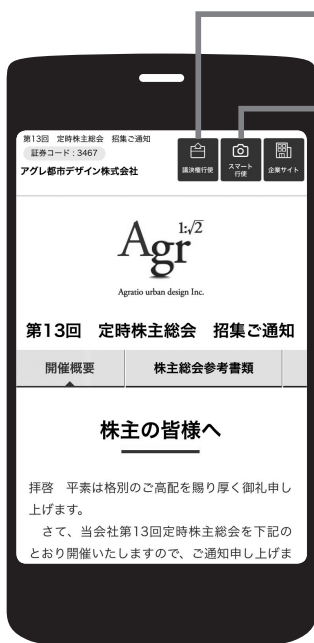 第13回 定時株主総会 招集ご通知
証券コード：3467
アグレ都市デザイン株式会社
議決権行使
スマート
行使
企業サイト
1:√2
Agr
Agratio urban design Inc.
第13回 定時株主総会 招集ご通知
開催概要 株主総会参考書類
株主の皆様へ
拝啓 平素は格別のご高配を賜り厚く御礼申し
上げます。
さて、当会社第13回定時株主総会を下記の
とおり開催いたしますので、ご通知申し上げま